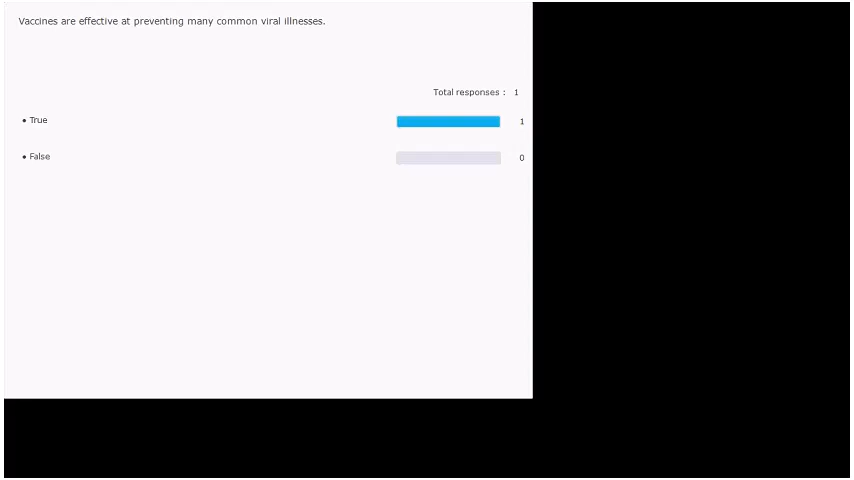 Vaccines are effective at preventing many common viral illnesses.
Total responses : 1
• True 1
• False 0